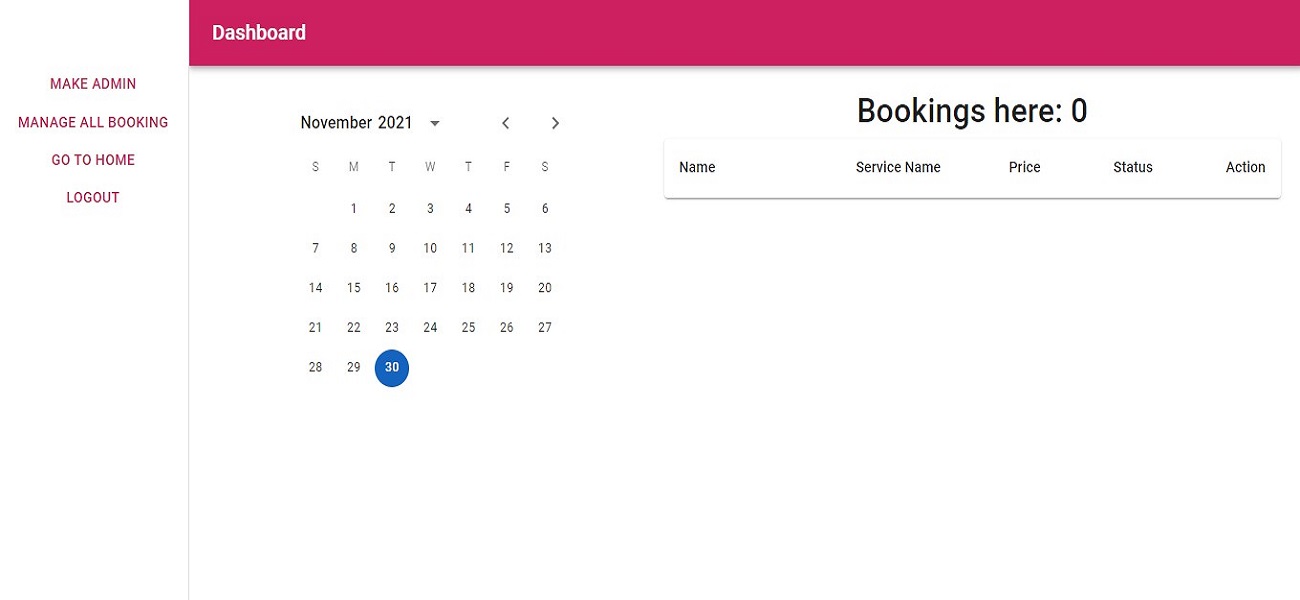 Dashboard
MAKE ADMIN
MANAGE ALL BOOKING
GO TO HOME
LOGOUT
November 2021
S M T W T F S
1 2 3 4 5 6
7 8 9 10 11 12 13
14 15 16 17 18 19 20
21 22 23 24 25 26 27
28 29 30
Bookings here: 0
Name Service Name Price Status Action